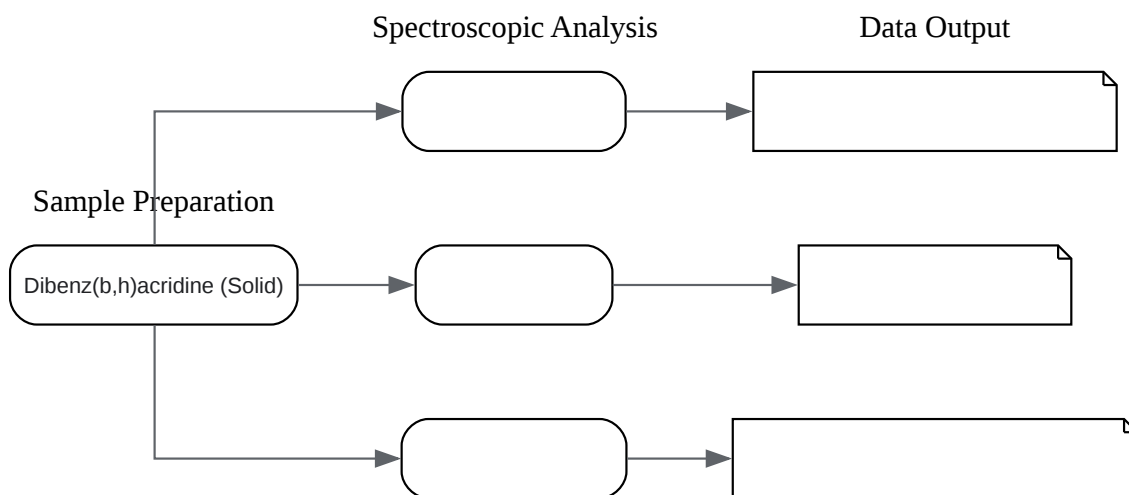 Spectroscopic Analysis
Data Output
Sample Preparation
Dibenz(b,h)acridine (Solid)